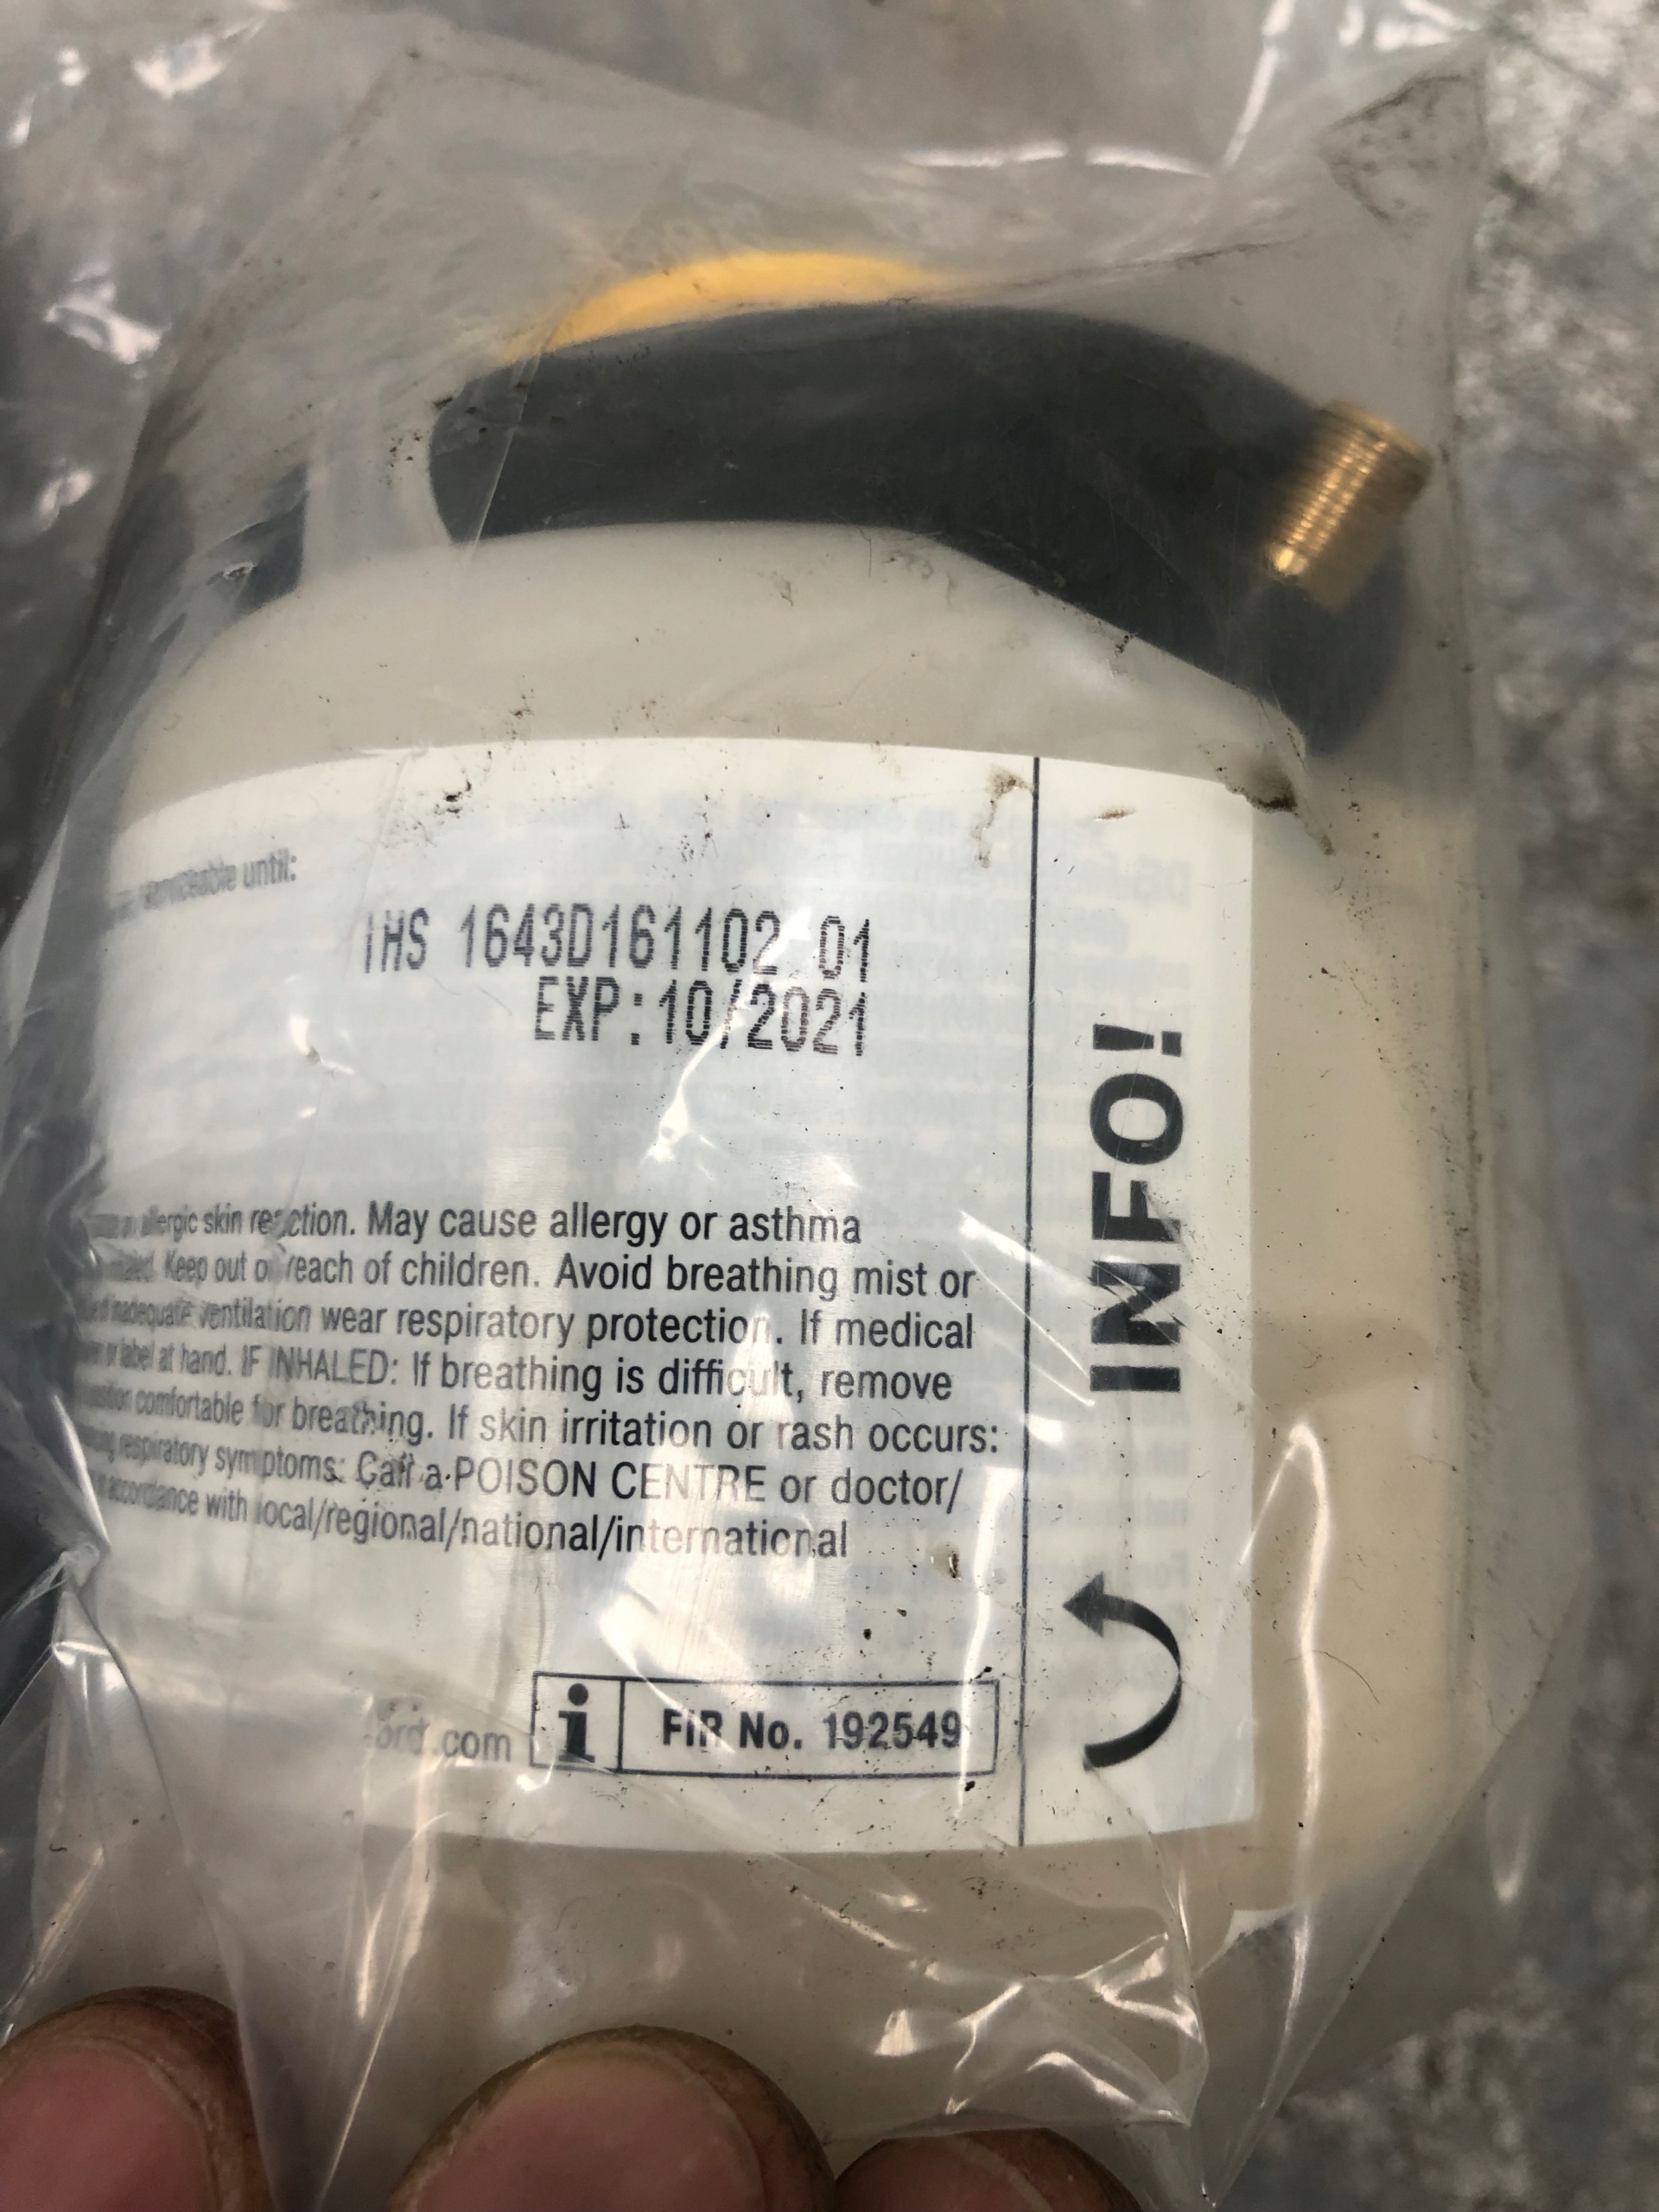 serviceable until:
IHS 1643D161102 01
EXP:10/2021
allergic skin reaction. May cause allergy or asthma
Keep out of reach of children. Avoid breathing mist or
inadequate ventilation wear respiratory protection. If medical
or label at hand. IF INHALED: If breathing is difficult, remove
comfortable for breathing. If skin irritation or rash occurs:
respiratory symptoms: Call a POISON CENTRE or doctor/
accordance with local/regional/national/international
.com
i FIR No. 192549
INFO!